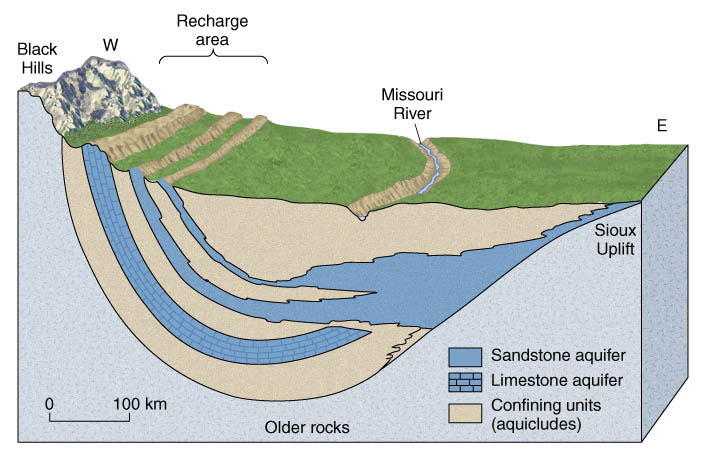 Recharge
area
Black
Hills
W
Missouri
River
E
Sioux
Uplift
Sandstone aquifer
Limestone aquifer
Confining units
(aquicludes)
0 100 km
Older rocks